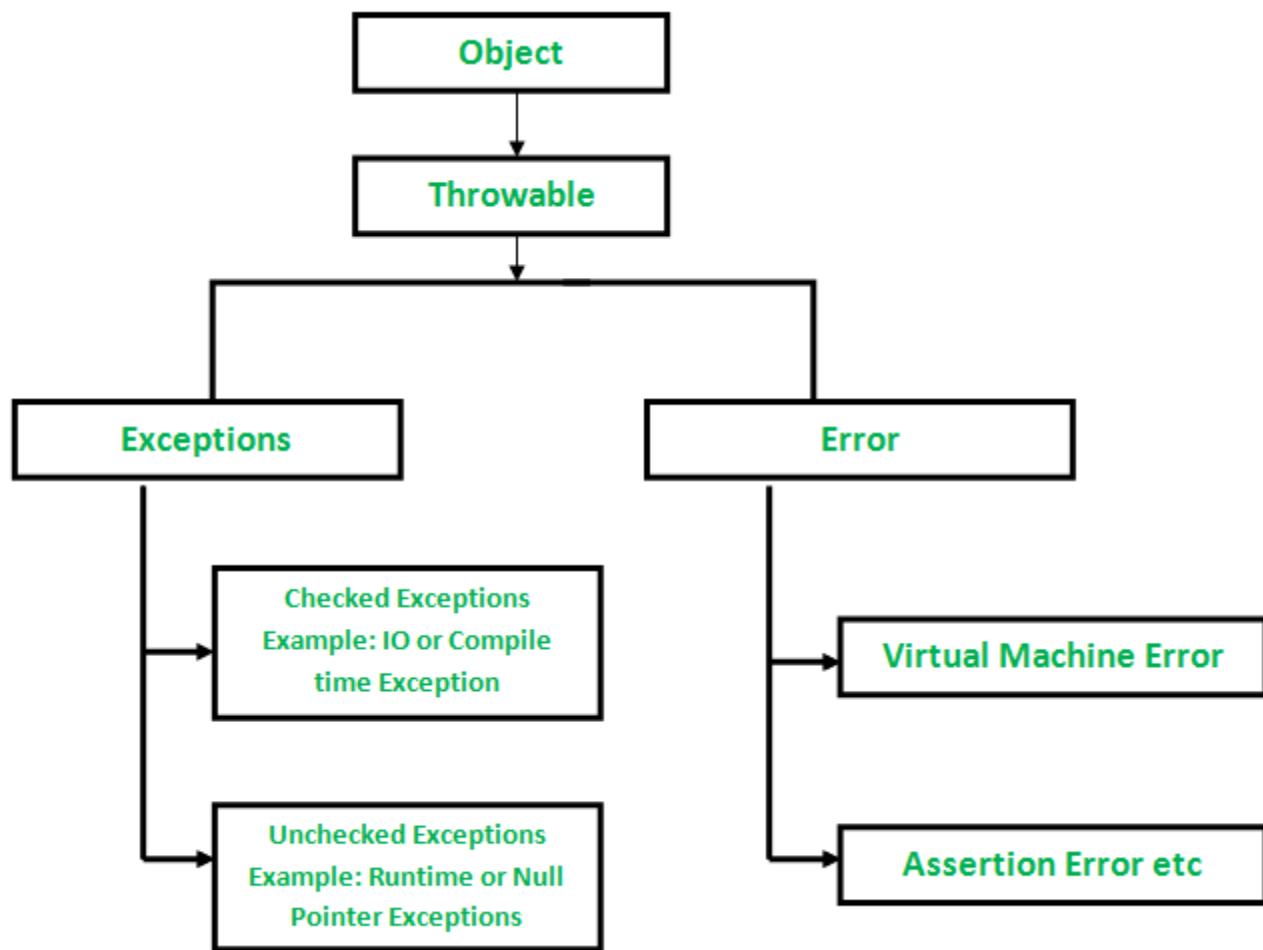 Object
Throwable
Exceptions
Error
Checked Exceptions
Example: IO or Compile
time Exception
Virtual Machine Error
Unchecked Exceptions
Example: Runtime or Null
Pointer Exceptions
Assertion Error etc